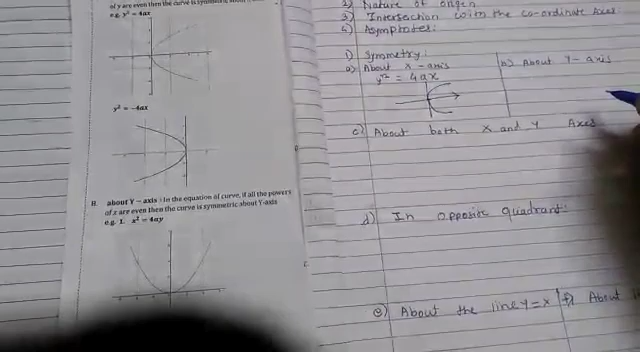 of y are even then the curve is symmetric about
e.g. y² = 4ax
y² = −4ax
B. about Y – axis : In the equation of curve, if all the powers
of x are even then the curve is symmetric about Y-axis
e.g. 1. x² = 4ay
2) Nature of origin
3) Intersection with the co-ordinate Axes
4) Asymptotes:
1) Symmetry:
a) About x-axis
y² = 4ax
b) About Y-axis
c) About both X and Y Axes
d) In opposite quadrant:
e) About the line y=x
f) About